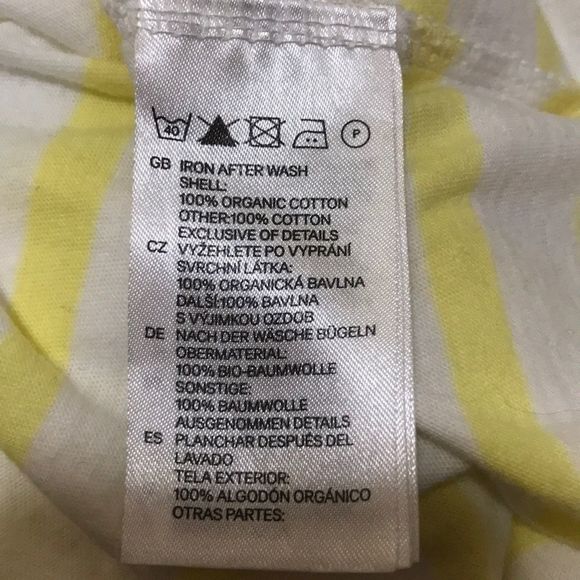 40 P
GB IRON AFTER WASH
SHELL:
100% ORGANIC COTTON
OTHER:100% COTTON
EXCLUSIVE OF DETAILS
CZ VYŽEHLETE PO VYPRÁNÍ
SVRCHNÍ LÁTKA:
100% ORGANICKÁ BAVLNA
DALŠÍ:100% BAVLNA
S VÝJIMKOU OZDOB
DE NACH DER WÄSCHE BÜGELN
OBERMATERIAL:
100% BIO-BAUMWOLLE
SONSTIGE:
100% BAUMWOLLE
AUSGENOMMEN DETAILS
ES PLANCHAR DESPUÉS DEL
LAVADO
TELA EXTERIOR:
100% ALGODÓN ORGÁNICO
OTRAS PARTES: